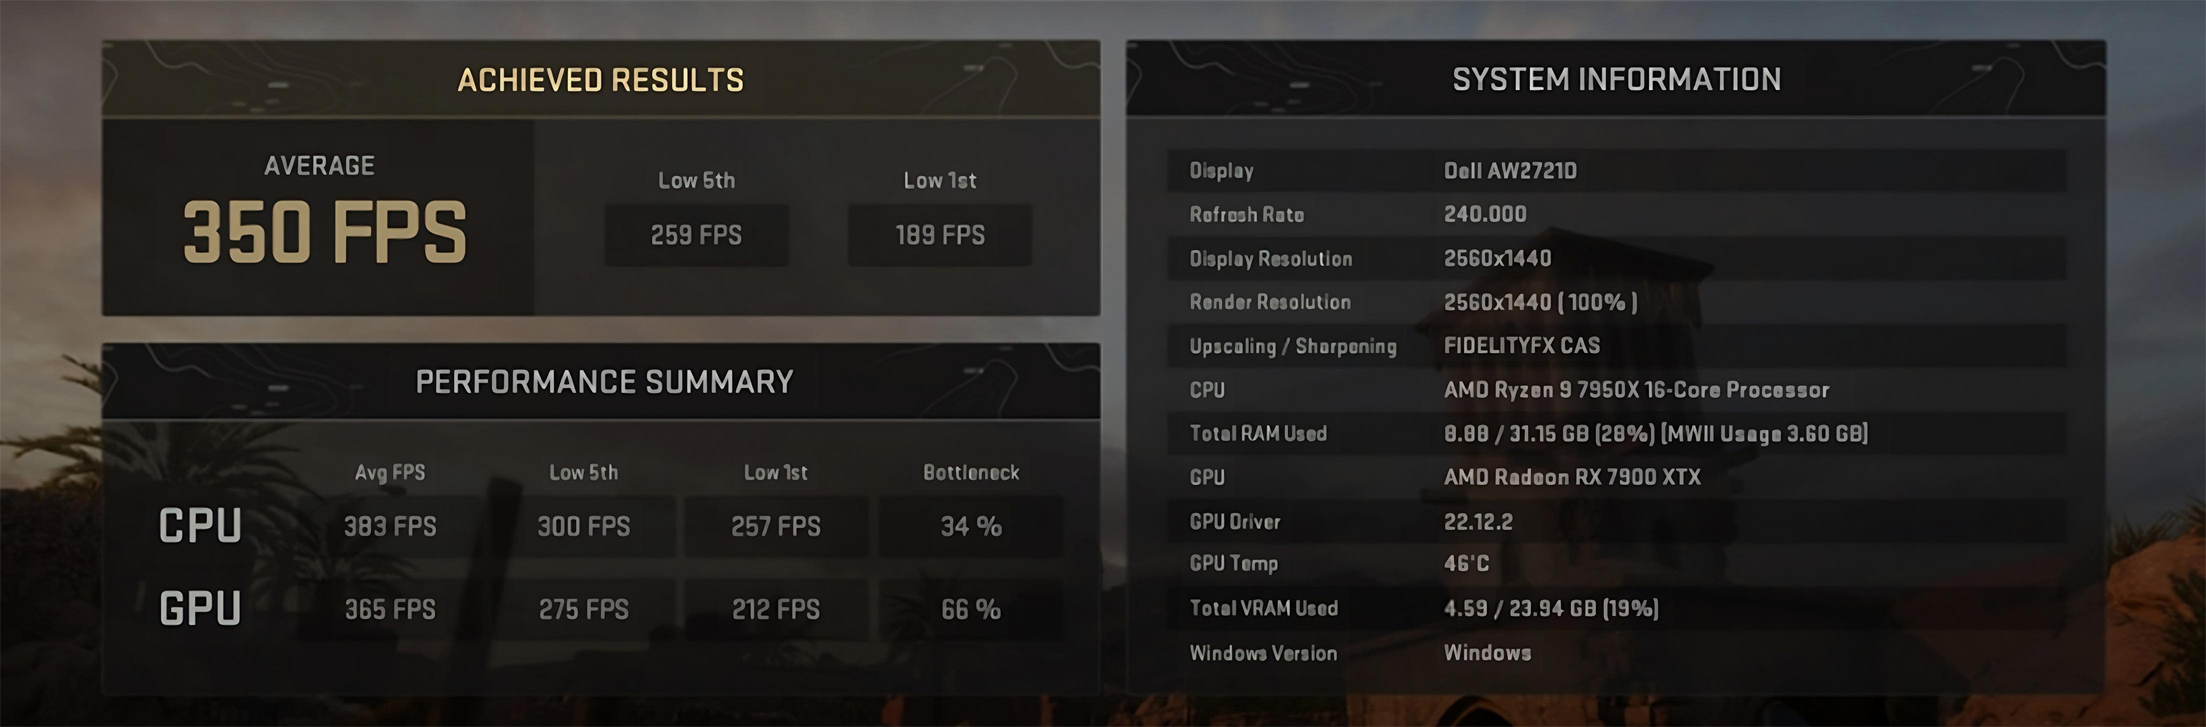 ACHIEVED RESULTS
AVERAGE
350 FPS
Low 5th
259 FPS
Low 1st
189 FPS
PERFORMANCE SUMMARY
Avg FPS Low 5th Low 1st Bottleneck
CPU 383 FPS 300 FPS 257 FPS 34 %
GPU 365 FPS 275 FPS 212 FPS 66 %
SYSTEM INFORMATION
Display Dell AW2721D
Refresh Rate 240.000
Display Resolution 2560x1440
Render Resolution 2560x1440 ( 100% )
Upscaling / Sharpening FIDELITYFX CAS
CPU AMD Ryzen 9 7950X 16-Core Processor
Total RAM Used 8.88 / 31.15 GB (28%) [MWII Usage 3.60 GB]
GPU AMD Radeon RX 7900 XTX
GPU Driver 22.12.2
GPU Temp 46'C
Total VRAM Used 4.59 / 23.94 GB (19%)
Windows Version Windows